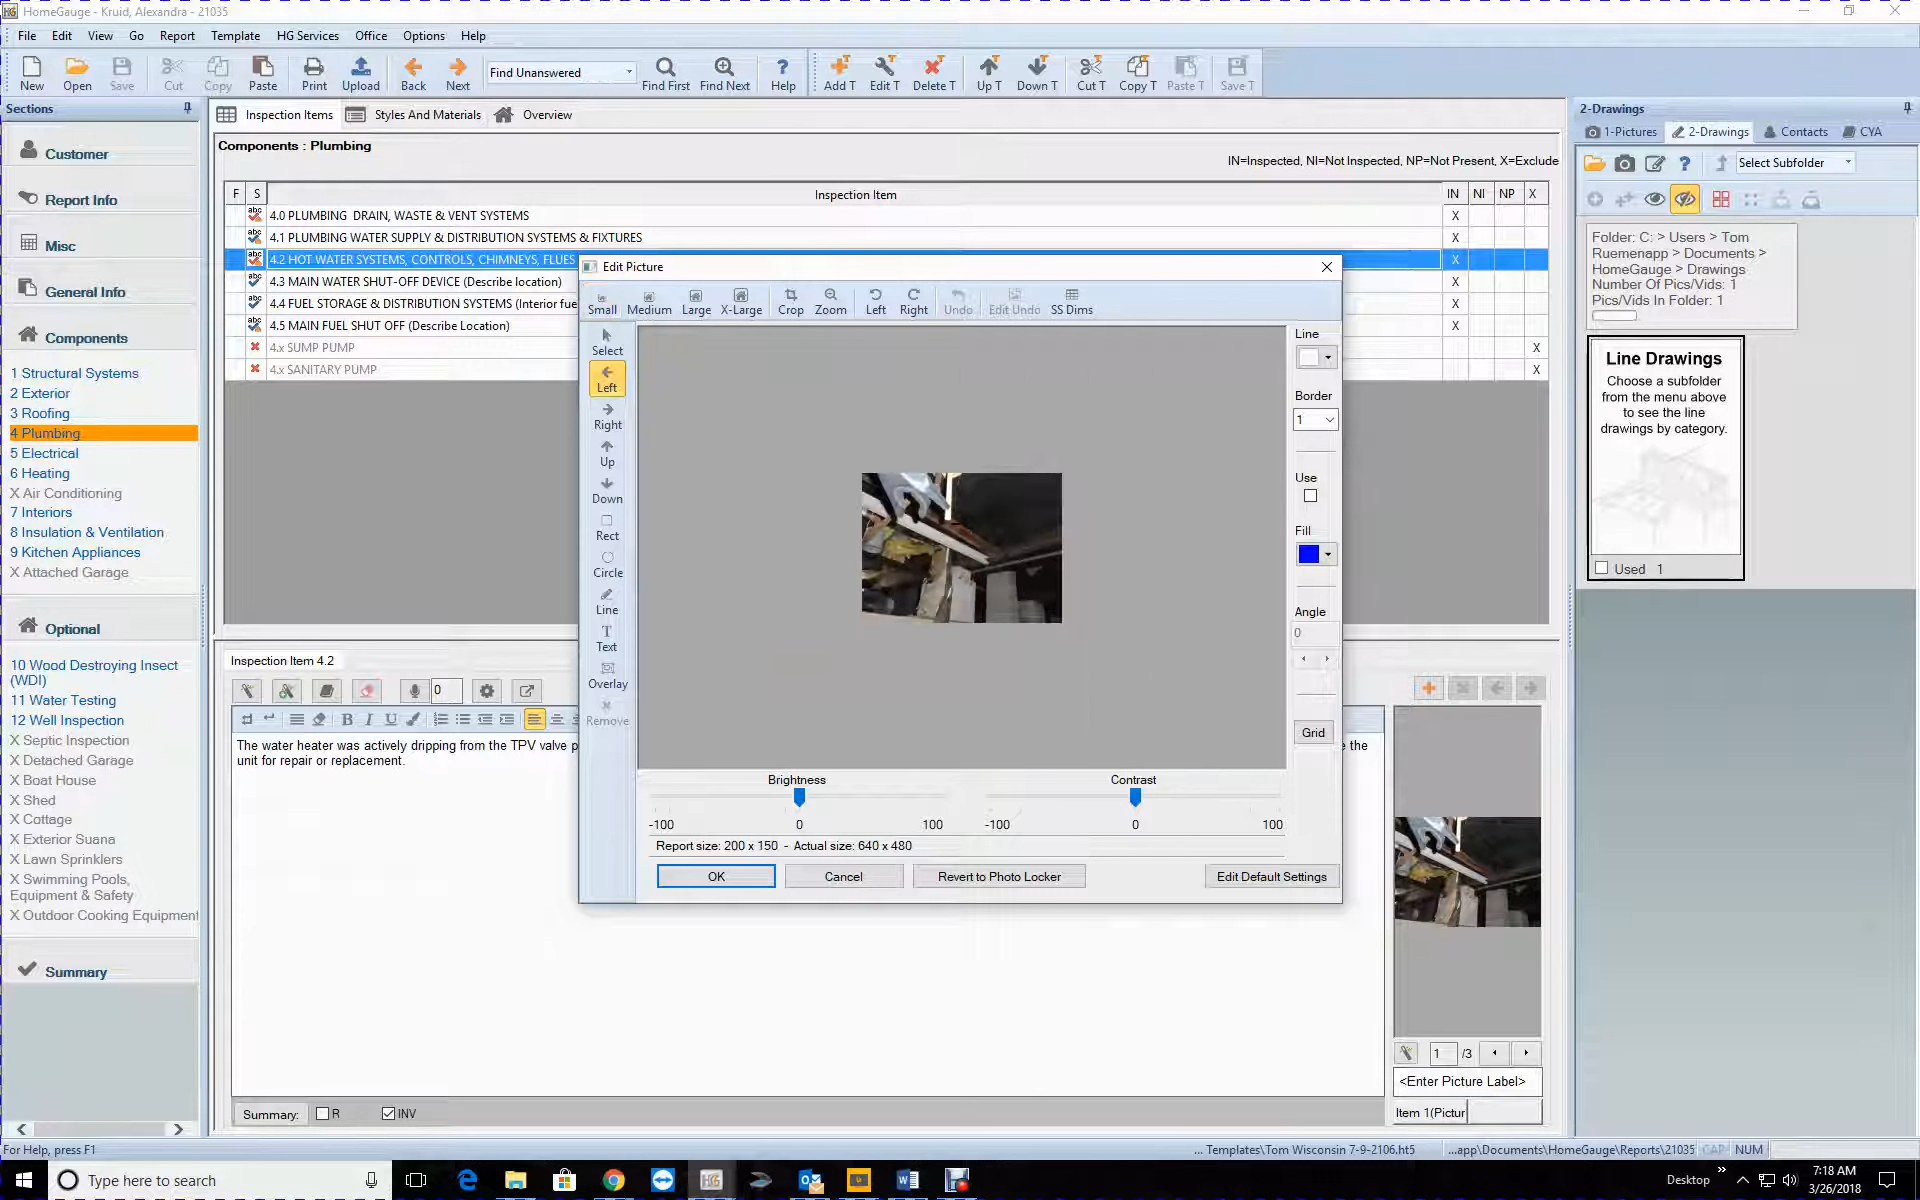 HomeGauge - Kruid, Alexandra - 21035
File Edit View Go Report Template HG Services Office Options Help
New Open Save Cut Copy Paste Print Upload Back Next Find Unanswered Find First Find Next Help Add T Edit T Delete T Up T Down T Cut T Copy T Paste T Save T
Sections
Customer
Report Info
Misc
General Info
Components
1 Structural Systems
2 Exterior
3 Roofing
4 Plumbing
5 Electrical
6 Heating
X Air Conditioning
7 Interiors
8 Insulation & Ventilation
9 Kitchen Appliances
X Attached Garage
Optional
10 Wood Destroying Insect
(WDI)
11 Water Testing
12 Well Inspection
X Septic Inspection
X Detached Garage
X Boat House
X Shed
X Cottage
X Exterior Suana
X Lawn Sprinklers
X Swimming Pools,
Equipment & Safety
X Outdoor Cooking Equipment
Summary
Inspection Items Styles And Materials Overview
Components : Plumbing
IN=Inspected, NI=Not Inspected, NP=Not Present, X=Exclude
F S Inspection Item IN NI NP X
abc 4.0 PLUMBING DRAIN, WASTE & VENT SYSTEMS X
abc 4.1 PLUMBING WATER SUPPLY & DISTRIBUTION SYSTEMS & FIXTURES X
abc 4.2 HOT WATER SYSTEMS, CONTROLS, CHIMNEYS, FLUES X
abc 4.3 MAIN WATER SHUT-OFF DEVICE (Describe location) X
abc 4.4 FUEL STORAGE & DISTRIBUTION SYSTEMS (Interior fue X
abc 4.5 MAIN FUEL SHUT OFF (Describe Location) X
4.x SUMP PUMP X
4.x SANITARY PUMP X
Edit Picture
Small Medium Large X-Large Crop Zoom Left Right Undo Edit Undo SS Dims
Select
Left
Right
Up
Down
Rect
Circle
Line
Text
Overlay
Remove
Line
Border
1
Use
Fill
Angle
0
Grid
Brightness Contrast
-100 0 100 -100 0 100
Report size: 200 x 150 - Actual size: 640 x 480
OK Cancel Revert to Photo Locker Edit Default Settings
Inspection Item 4.2
0
B I U
The water heater was actively dripping from the TPV valve p
e the
unit for repair or replacement.
Summary: R INV
1 /3
<Enter Picture Label>
Item 1(Pictur
2-Drawings
1-Pictures 2-Drawings Contacts CYA
Select Subfolder
Folder: C: > Users > Tom
Ruemenapp > Documents >
HomeGauge > Drawings
Number Of Pics/Vids: 1
Pics/Vids In Folder: 1
Line Drawings
Choose a subfolder
from the menu above
to see the line
drawings by category.
Used 1
For Help, press F1
... Templates\Tom Wisconsin 7-9-2106.ht5 ...app\Documents\HomeGauge\Reports\21035 CAP NUM
Type here to search
Desktop
7:18 AM
3/26/2018